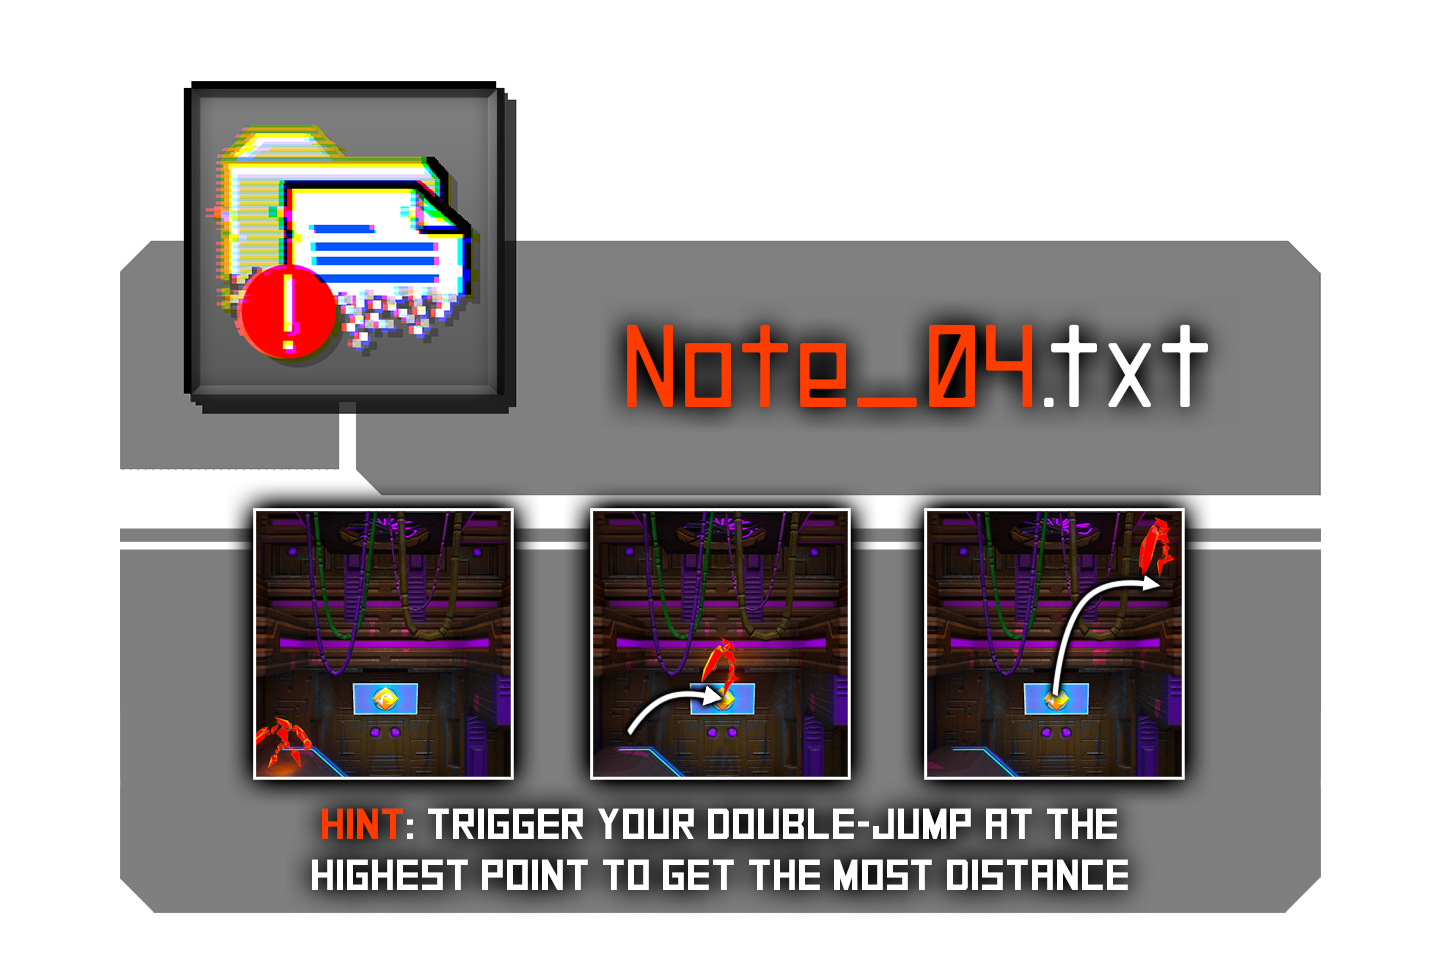 Note_04.txt
HINT: TRIGGER YOUR DOUBLE-JUMP AT THE
HIGHEST POINT TO GET THE MOST DISTANCE